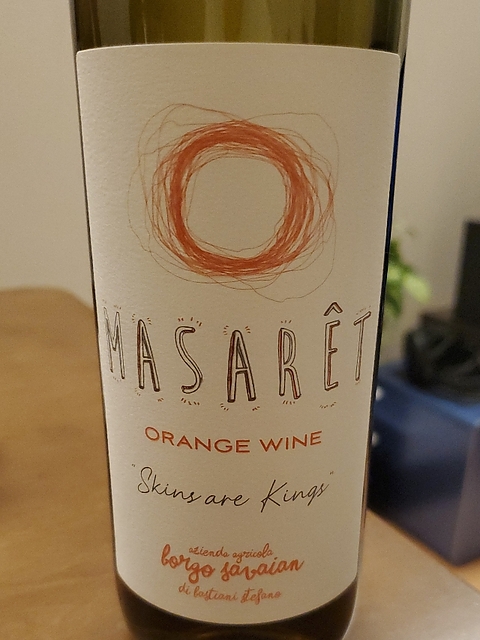 MASARÊT
ORANGE WINE
"Skins are Kings"
azienda agricola
borgo savaian
di bastiani stefano